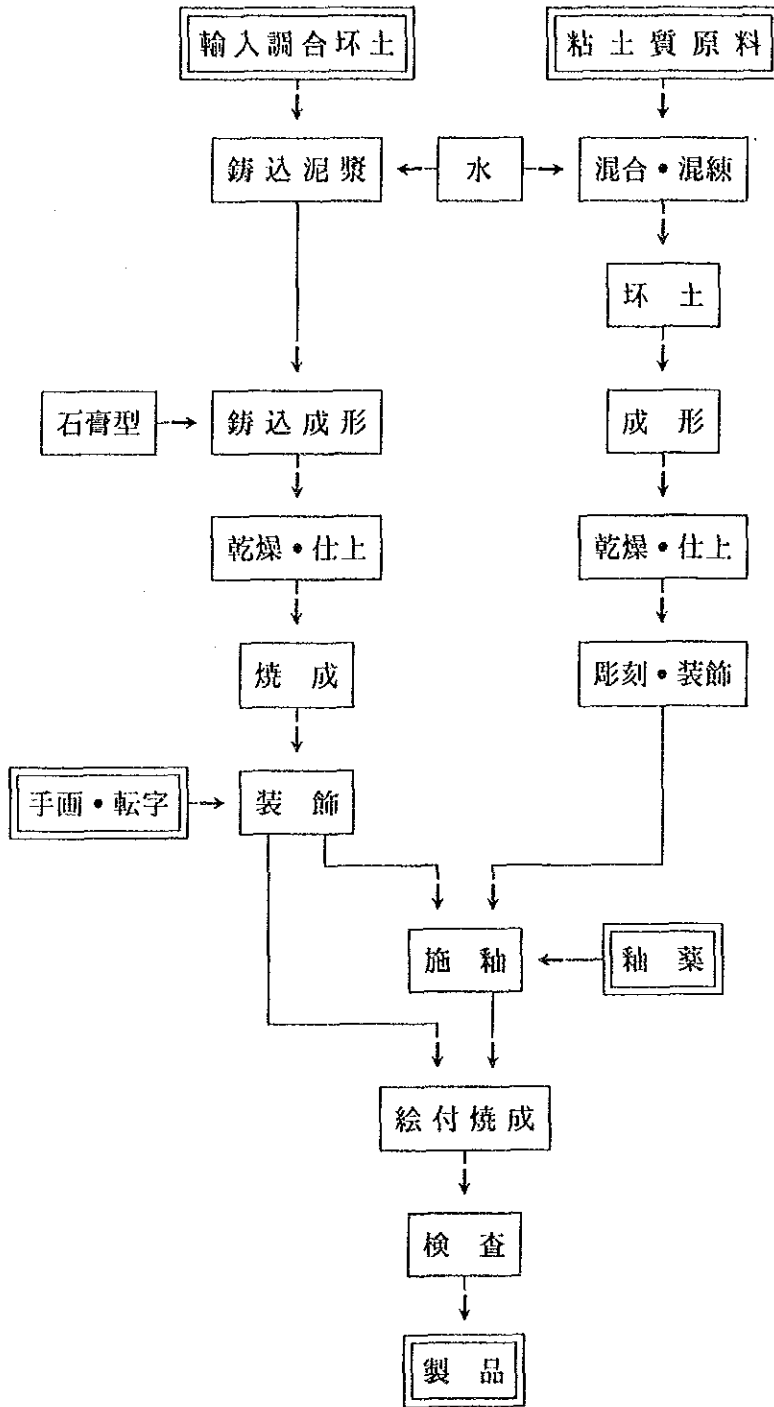 輸入調合坏土
粘土質原料
鋳込泥漿
水
混合・混練
坏土
石膏型
鋳込成形
成形
乾燥・仕上
乾燥・仕上
焼成
彫刻・装飾
手画・転字
装飾
施釉
釉薬
絵付焼成
検査
製品